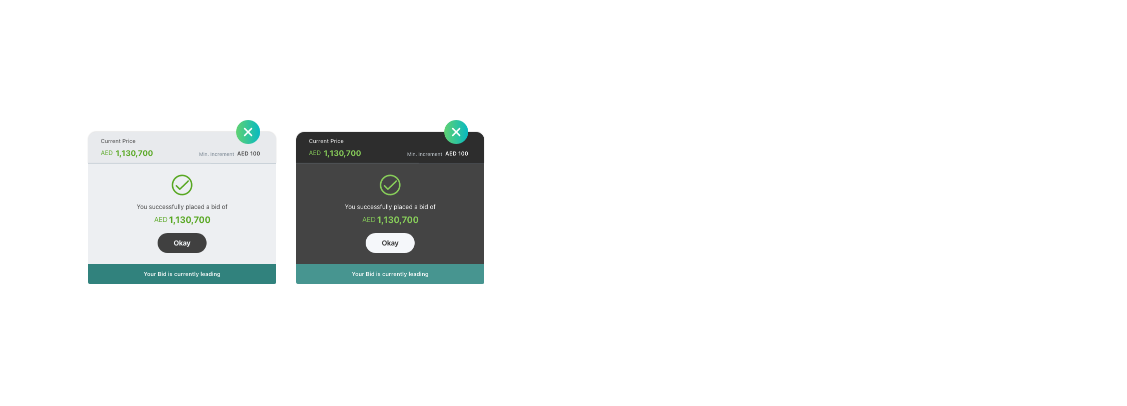 Current Price
AED 1,130,700
Min. Increment AED 100
You successfully placed a bid of
AED 1,130,700
Okay
Your Bid is currently leading
Current Price
AED 1,130,700
Min. Increment AED 100
You successfully placed a bid of
AED 1,130,700
Okay
Your Bid is currently leading